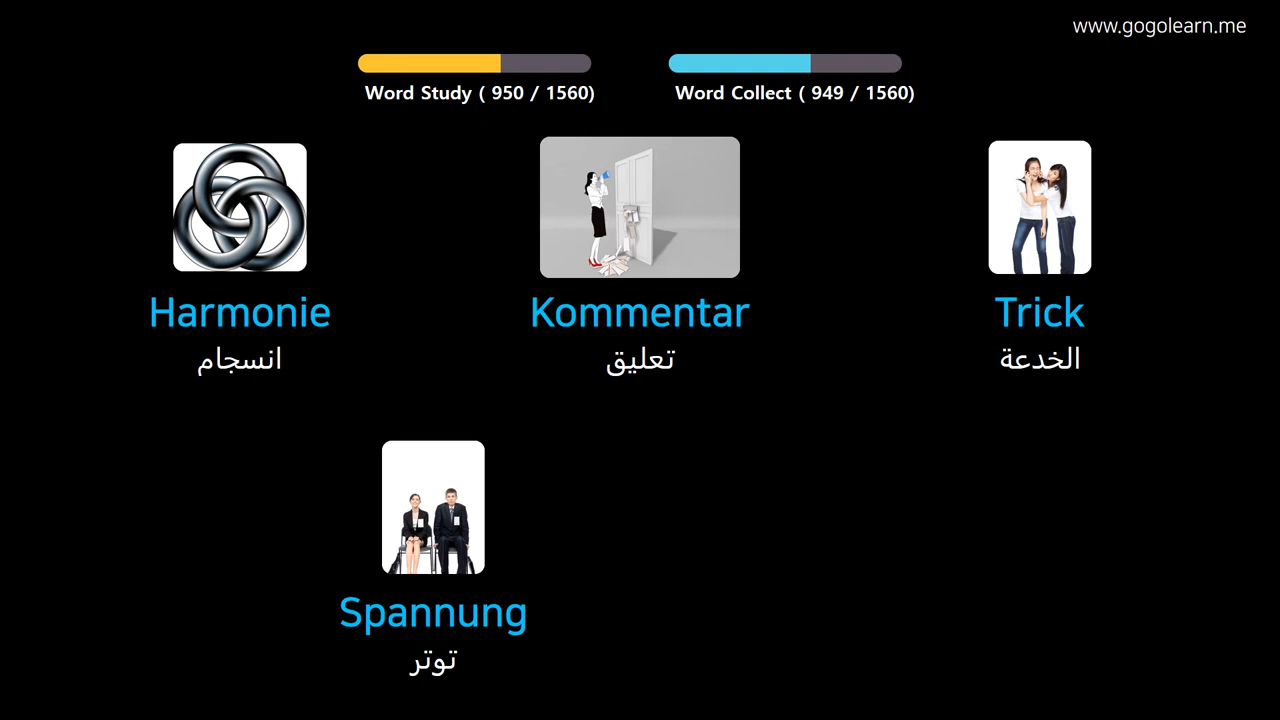 www.gogolearn.me
Word Study ( 950 / 1560)
Word Collect ( 949 / 1560)
Harmonie
انسجام
Kommentar
تعليق
Trick
الخدعة
Spannung
توتر